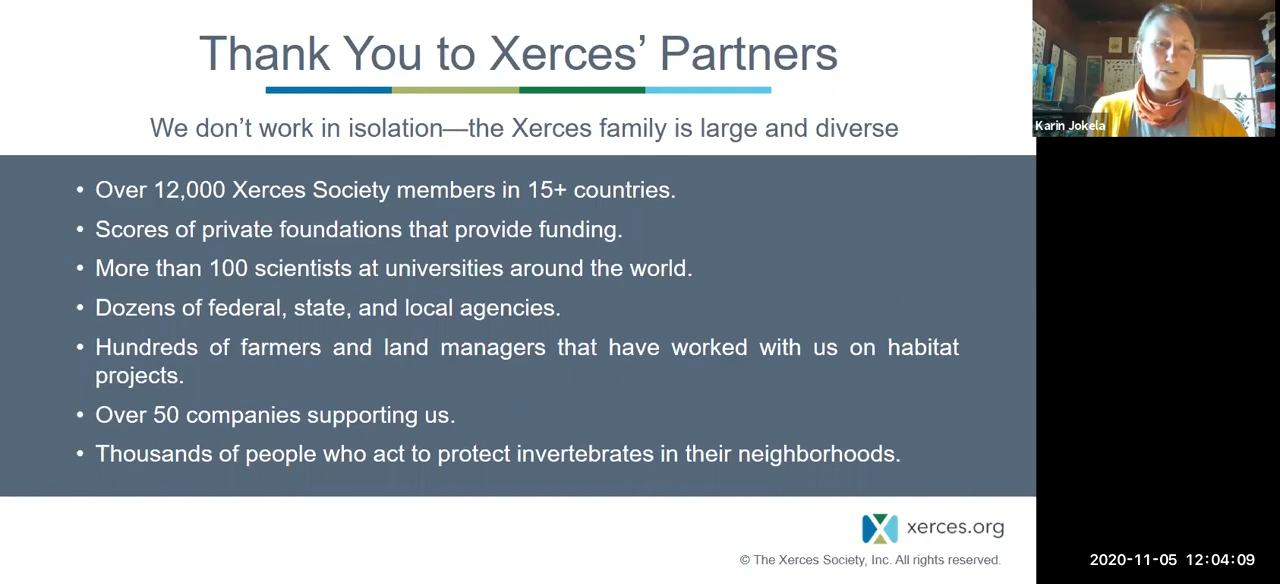 Thank You to Xerces’ Partners
We don’t work in isolation—the Xerces family is large and diverse
• Over 12,000 Xerces Society members in 15+ countries.
• Scores of private foundations that provide funding.
• More than 100 scientists at universities around the world.
• Dozens of federal, state, and local agencies.
• Hundreds of farmers and land managers that have worked with us on habitat
projects.
• Over 50 companies supporting us.
• Thousands of people who act to protect invertebrates in their neighborhoods.
xerces.org
© The Xerces Society, Inc. All rights reserved.
Karin Jokela
2020-11-05 12:04:09